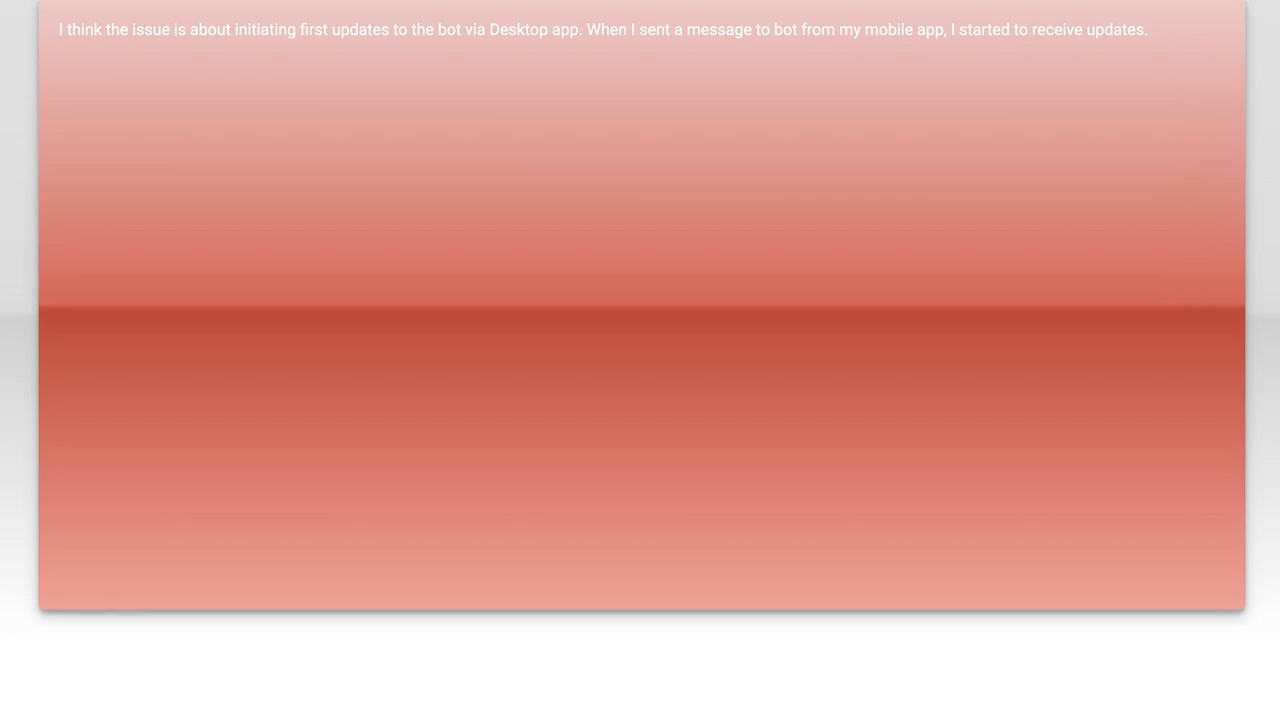 I think the issue is about initiating first updates to the bot via Desktop app. When I sent a message to bot from my mobile app, I started to receive updates.